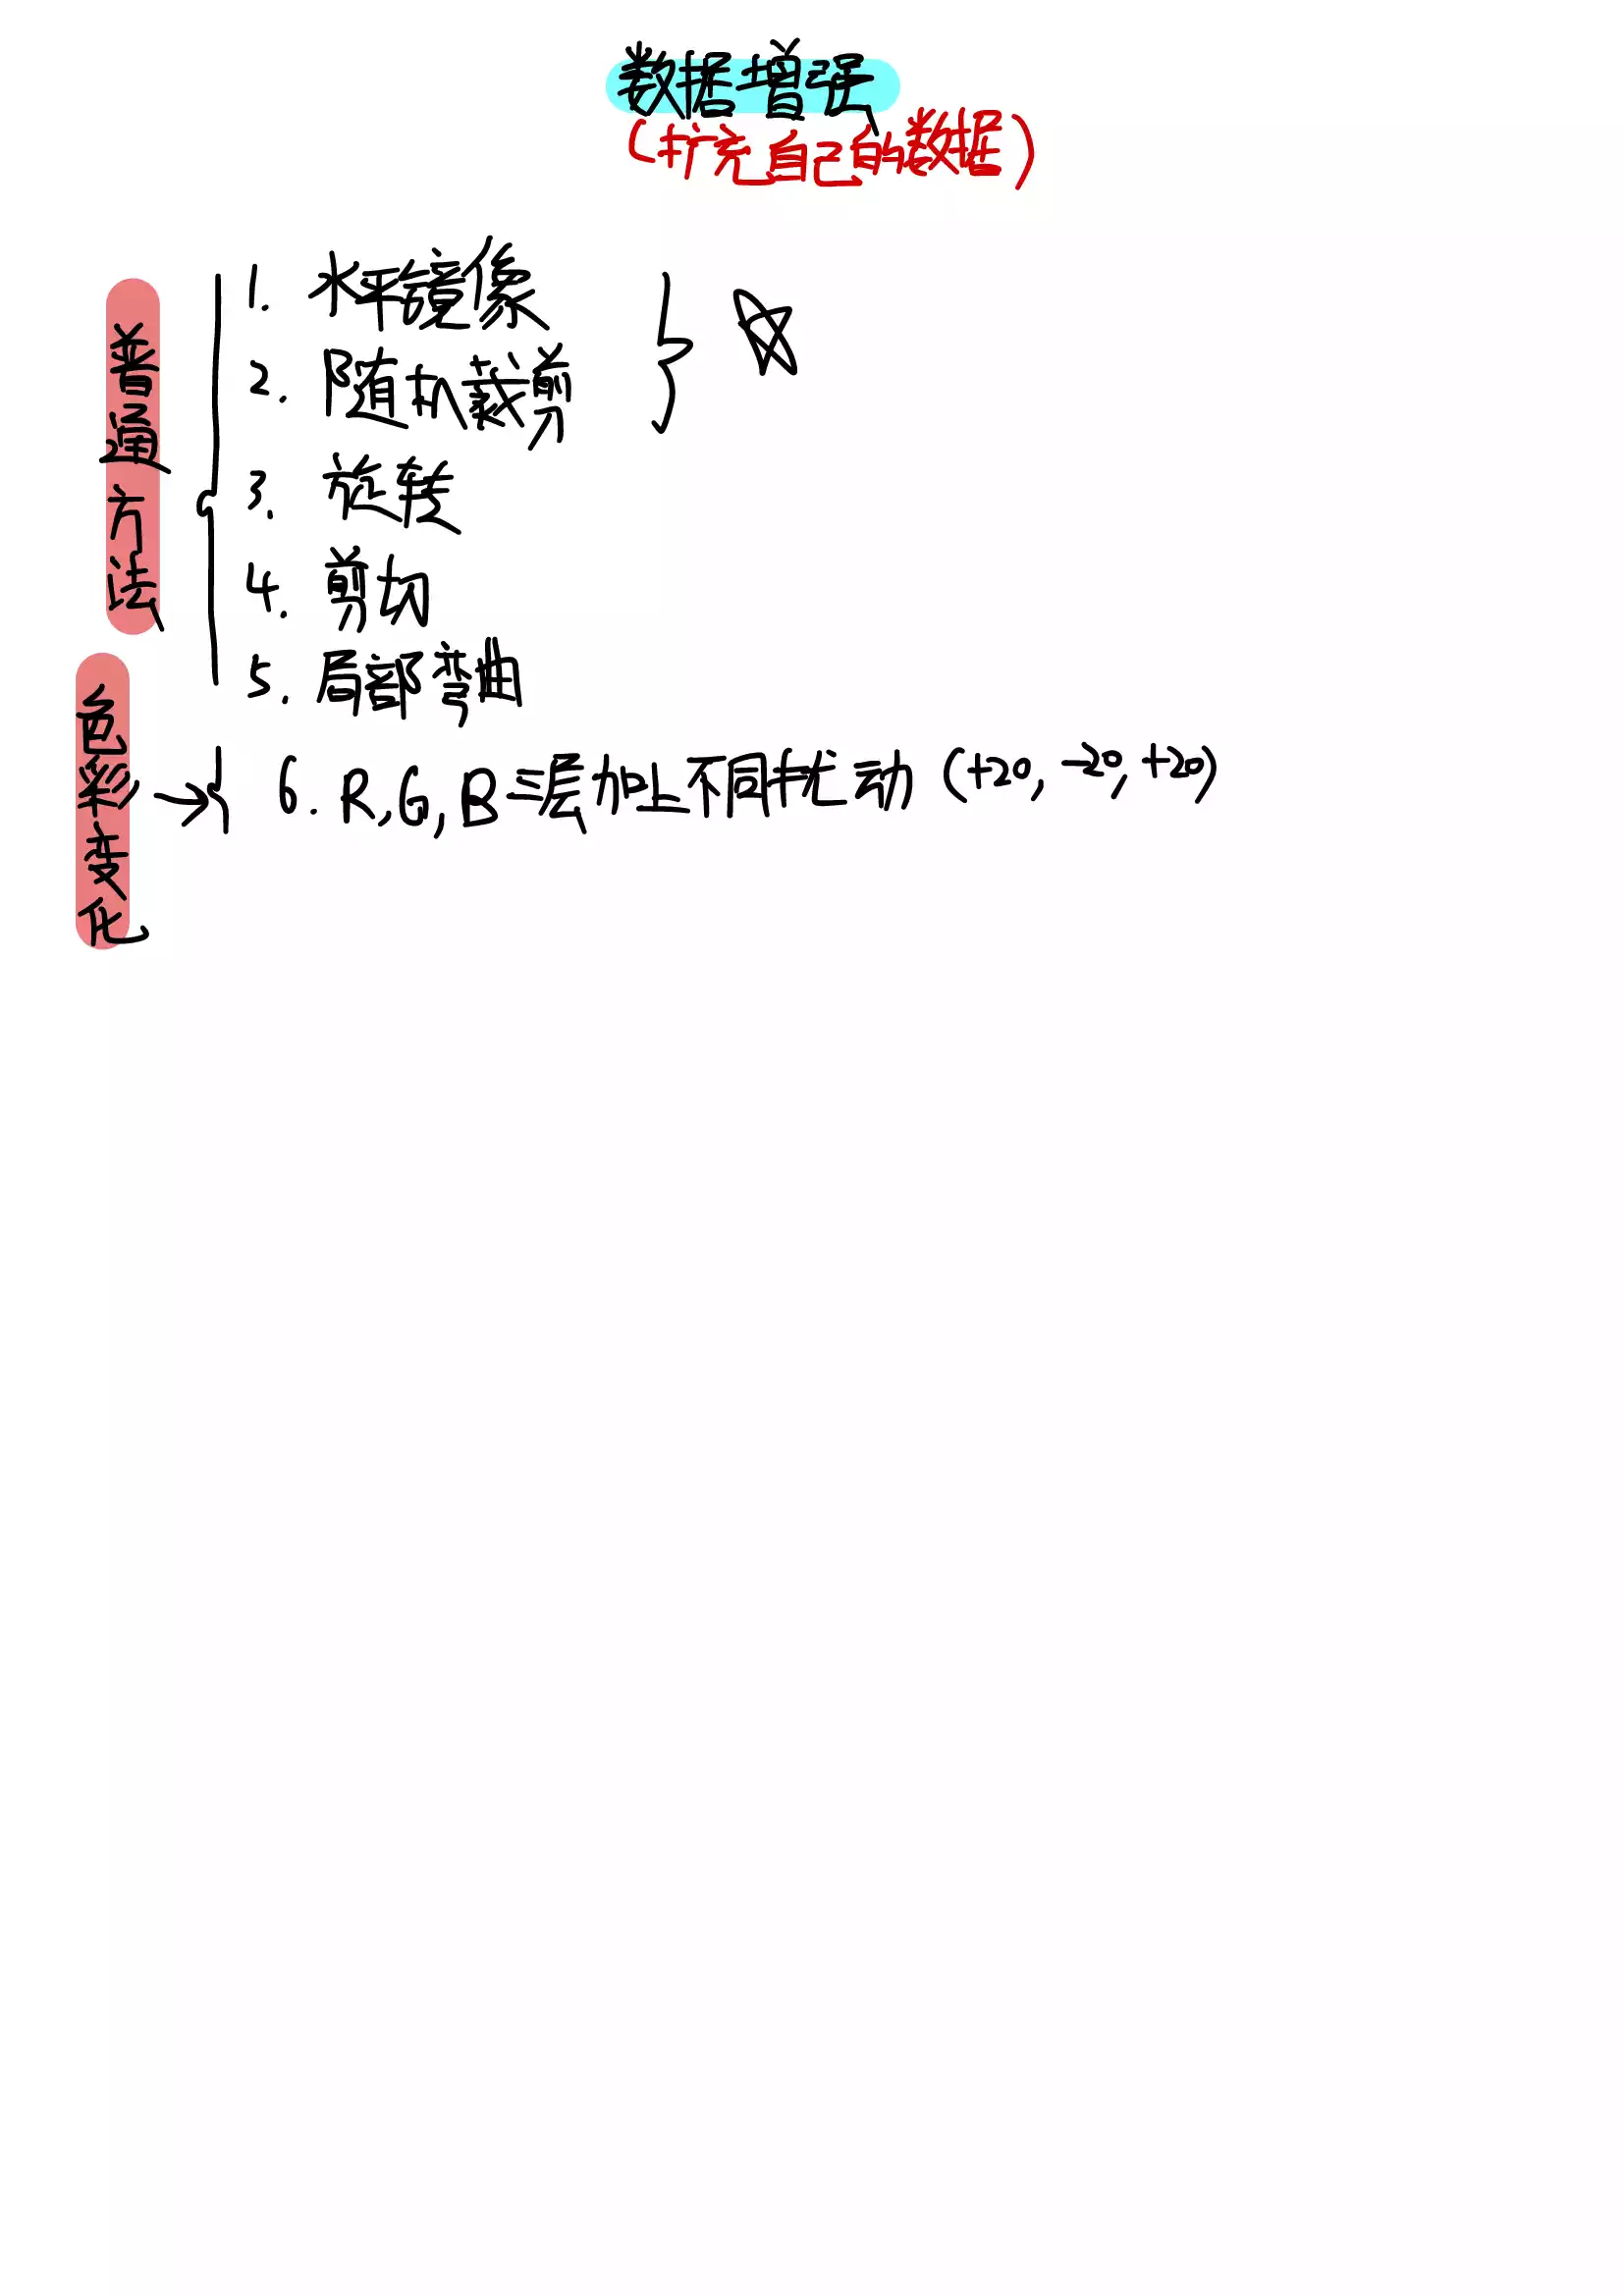 数据增强
(扩充自己的数据)
普通方法
1. 水平镜像
2. 随机裁剪
3. 旋转
4. 剪切
5. 局部弯曲
色彩变化
6. R,G,B三层加上不同扰动 (+20, -20, +20)